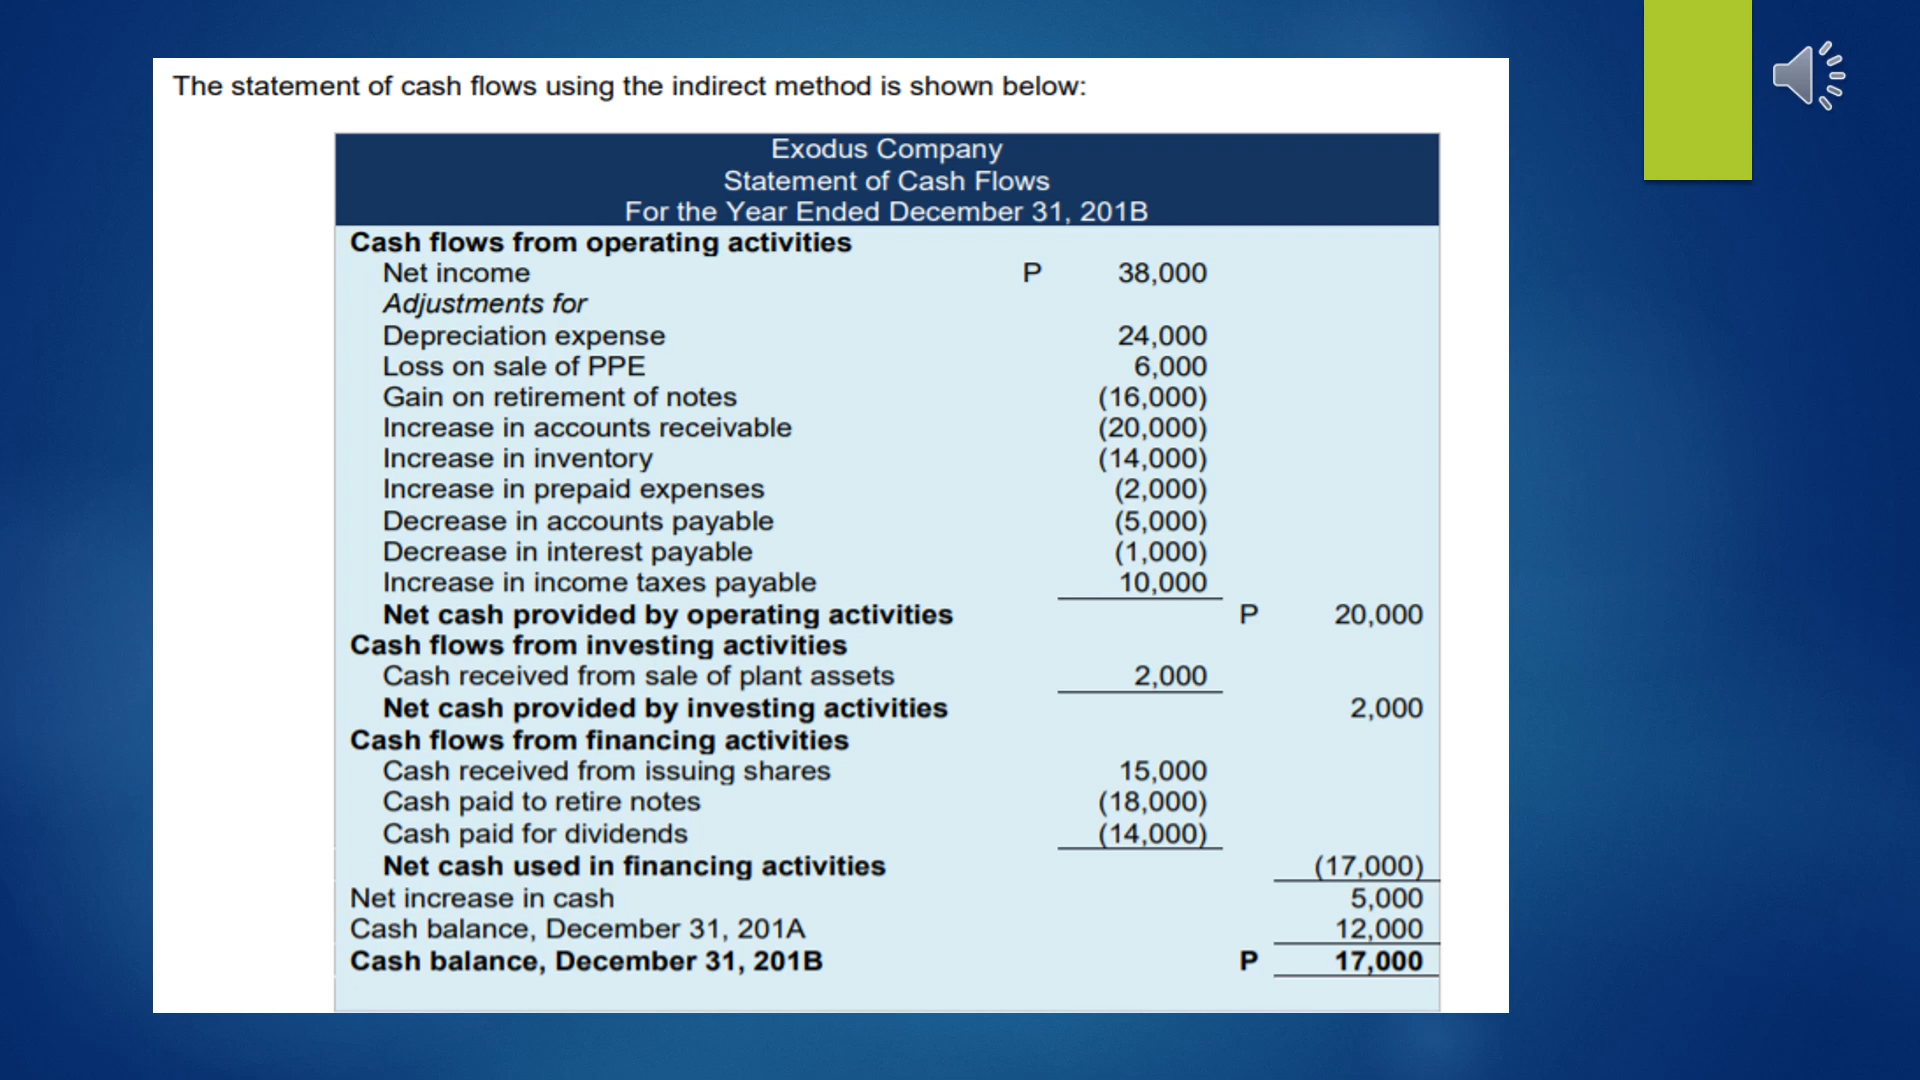 The statement of cash flows using the indirect method is shown below:
Exodus Company
Statement of Cash Flows
For the Year Ended December 31, 201B
Cash flows from operating activities
Net income P 38,000
Adjustments for
Depreciation expense 24,000
Loss on sale of PPE 6,000
Gain on retirement of notes (16,000)
Increase in accounts receivable (20,000)
Increase in inventory (14,000)
Increase in prepaid expenses (2,000)
Decrease in accounts payable (5,000)
Decrease in interest payable (1,000)
Increase in income taxes payable 10,000
Net cash provided by operating activities P 20,000
Cash flows from investing activities
Cash received from sale of plant assets 2,000
Net cash provided by investing activities 2,000
Cash flows from financing activities
Cash received from issuing shares 15,000
Cash paid to retire notes (18,000)
Cash paid for dividends (14,000)
Net cash used in financing activities (17,000)
Net increase in cash 5,000
Cash balance, December 31, 201A 12,000
Cash balance, December 31, 201B P 17,000